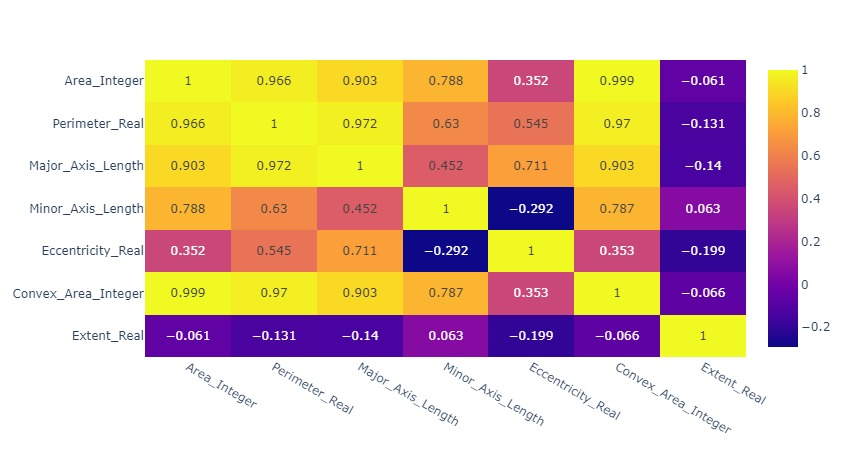 Area_Integer 1 0.966 0.903 0.788 0.352 0.999 −0.061
Perimeter_Real 0.966 1 0.972 0.63 0.545 0.97 −0.131
Major_Axis_Length 0.903 0.972 1 0.452 0.711 0.903 −0.14
Minor_Axis_Length 0.788 0.63 0.452 1 −0.292 0.787 0.063
Eccentricity_Real 0.352 0.545 0.711 −0.292 1 0.353 −0.199
Convex_Area_Integer 0.999 0.97 0.903 0.787 0.353 1 −0.066
Extent_Real −0.061 −0.131 −0.14 0.063 −0.199 −0.066 1
Area_Integer Perimeter_Real Major_Axis_Length Minor_Axis_Length Eccentricity_Real Convex_Area_Integer Extent_Real
1
0.8
0.6
0.4
0.2
0
−0.2